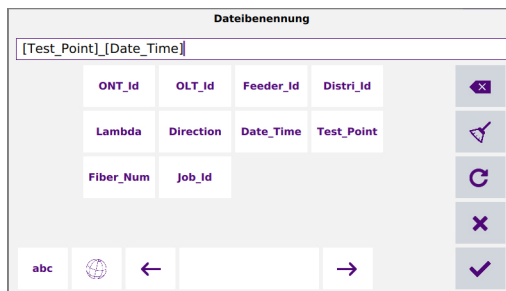 Dateibenennung
[Test_Point]_[Date_Time]
ONT_Id OLT_Id Feeder_Id Distri_Id
Lambda Direction Date_Time Test_Point
Fiber_Num Job_Id
abc